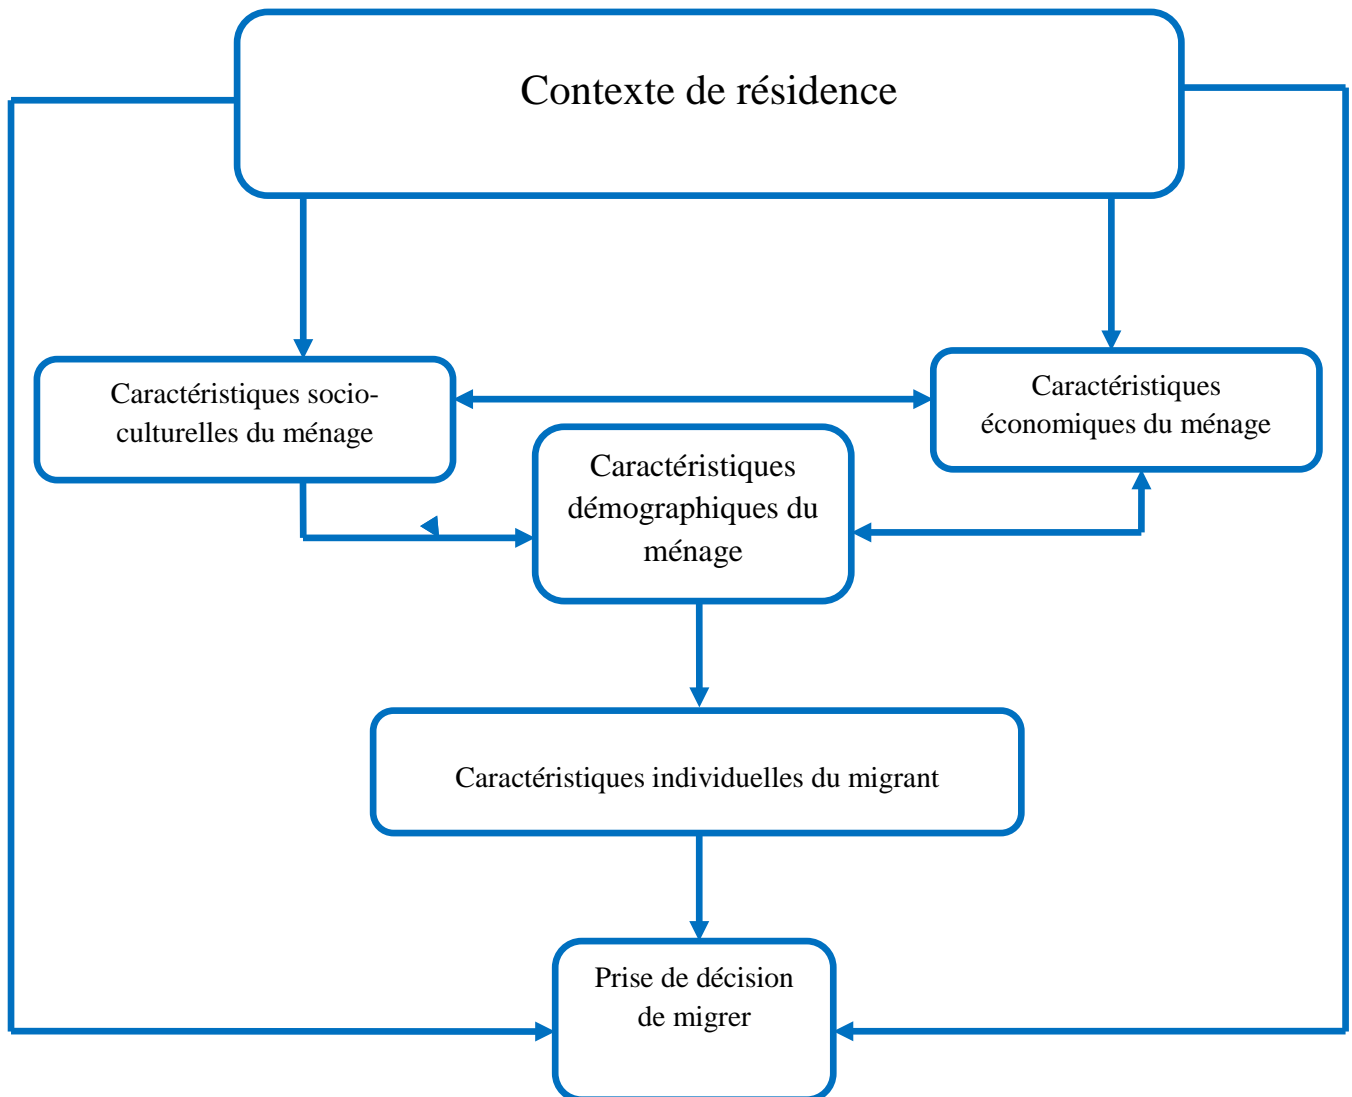 Contexte de résidence
Caractéristiques socio-
culturelles du ménage
Caractéristiques
économiques du ménage
Caractéristiques
démographiques du
ménage
Caractéristiques individuelles du migrant
Prise de décision
de migrer